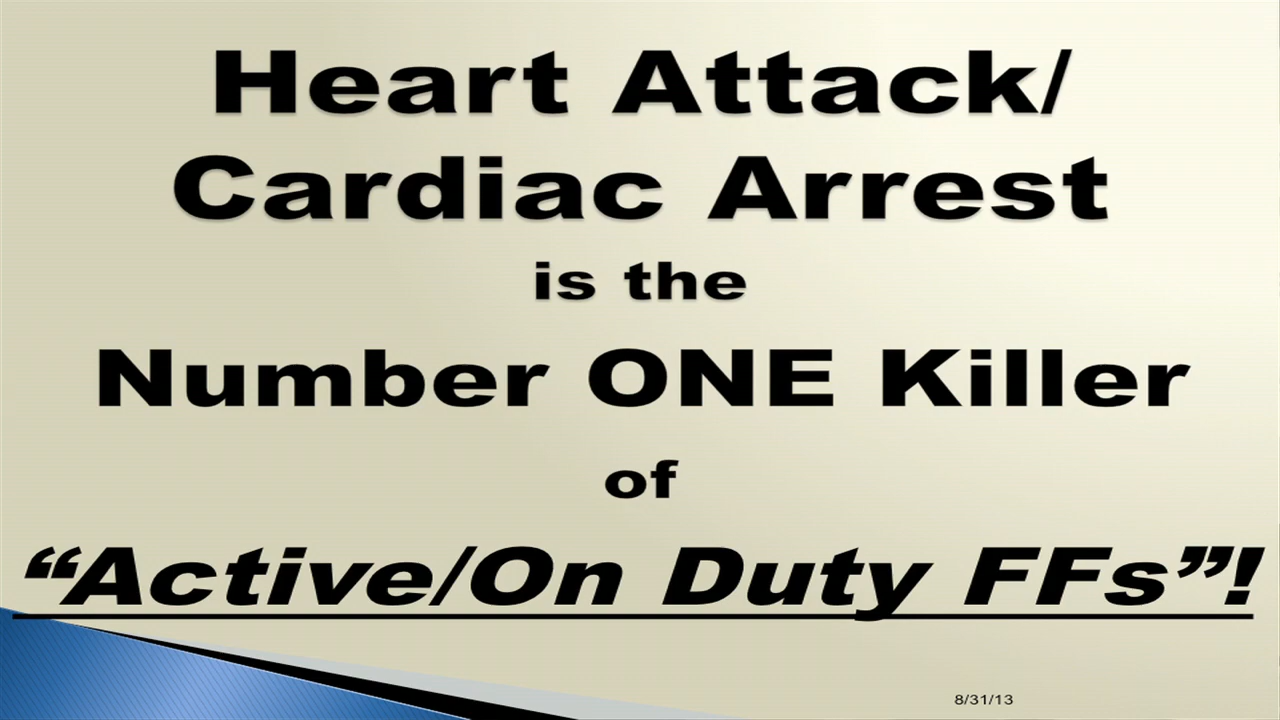 Heart Attack/
Cardiac Arrest
is the
Number ONE Killer
of
“Active/On Duty FFs”!
8/31/13